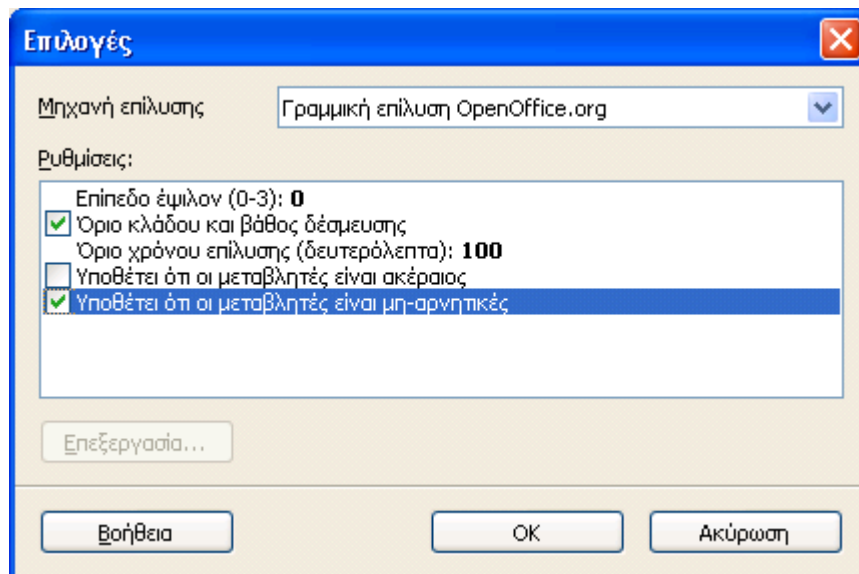 Επιλογές
Μηχανή επίλυσης
Γραμμική επίλυση OpenOffice.org
Ρυθμίσεις:
Επίπεδο έψιλον (0-3): 0
Όριο κλάδου και βάθος δέσμευσης
Όριο χρόνου επίλυσης (δευτερόλεπτα): 100
Υποθέτει ότι οι μεταβλητές είναι ακέραιος
Υποθέτει ότι οι μεταβλητές είναι μη-αρνητικές
Επεξεργασία...
Βοήθεια
OK
Ακύρωση